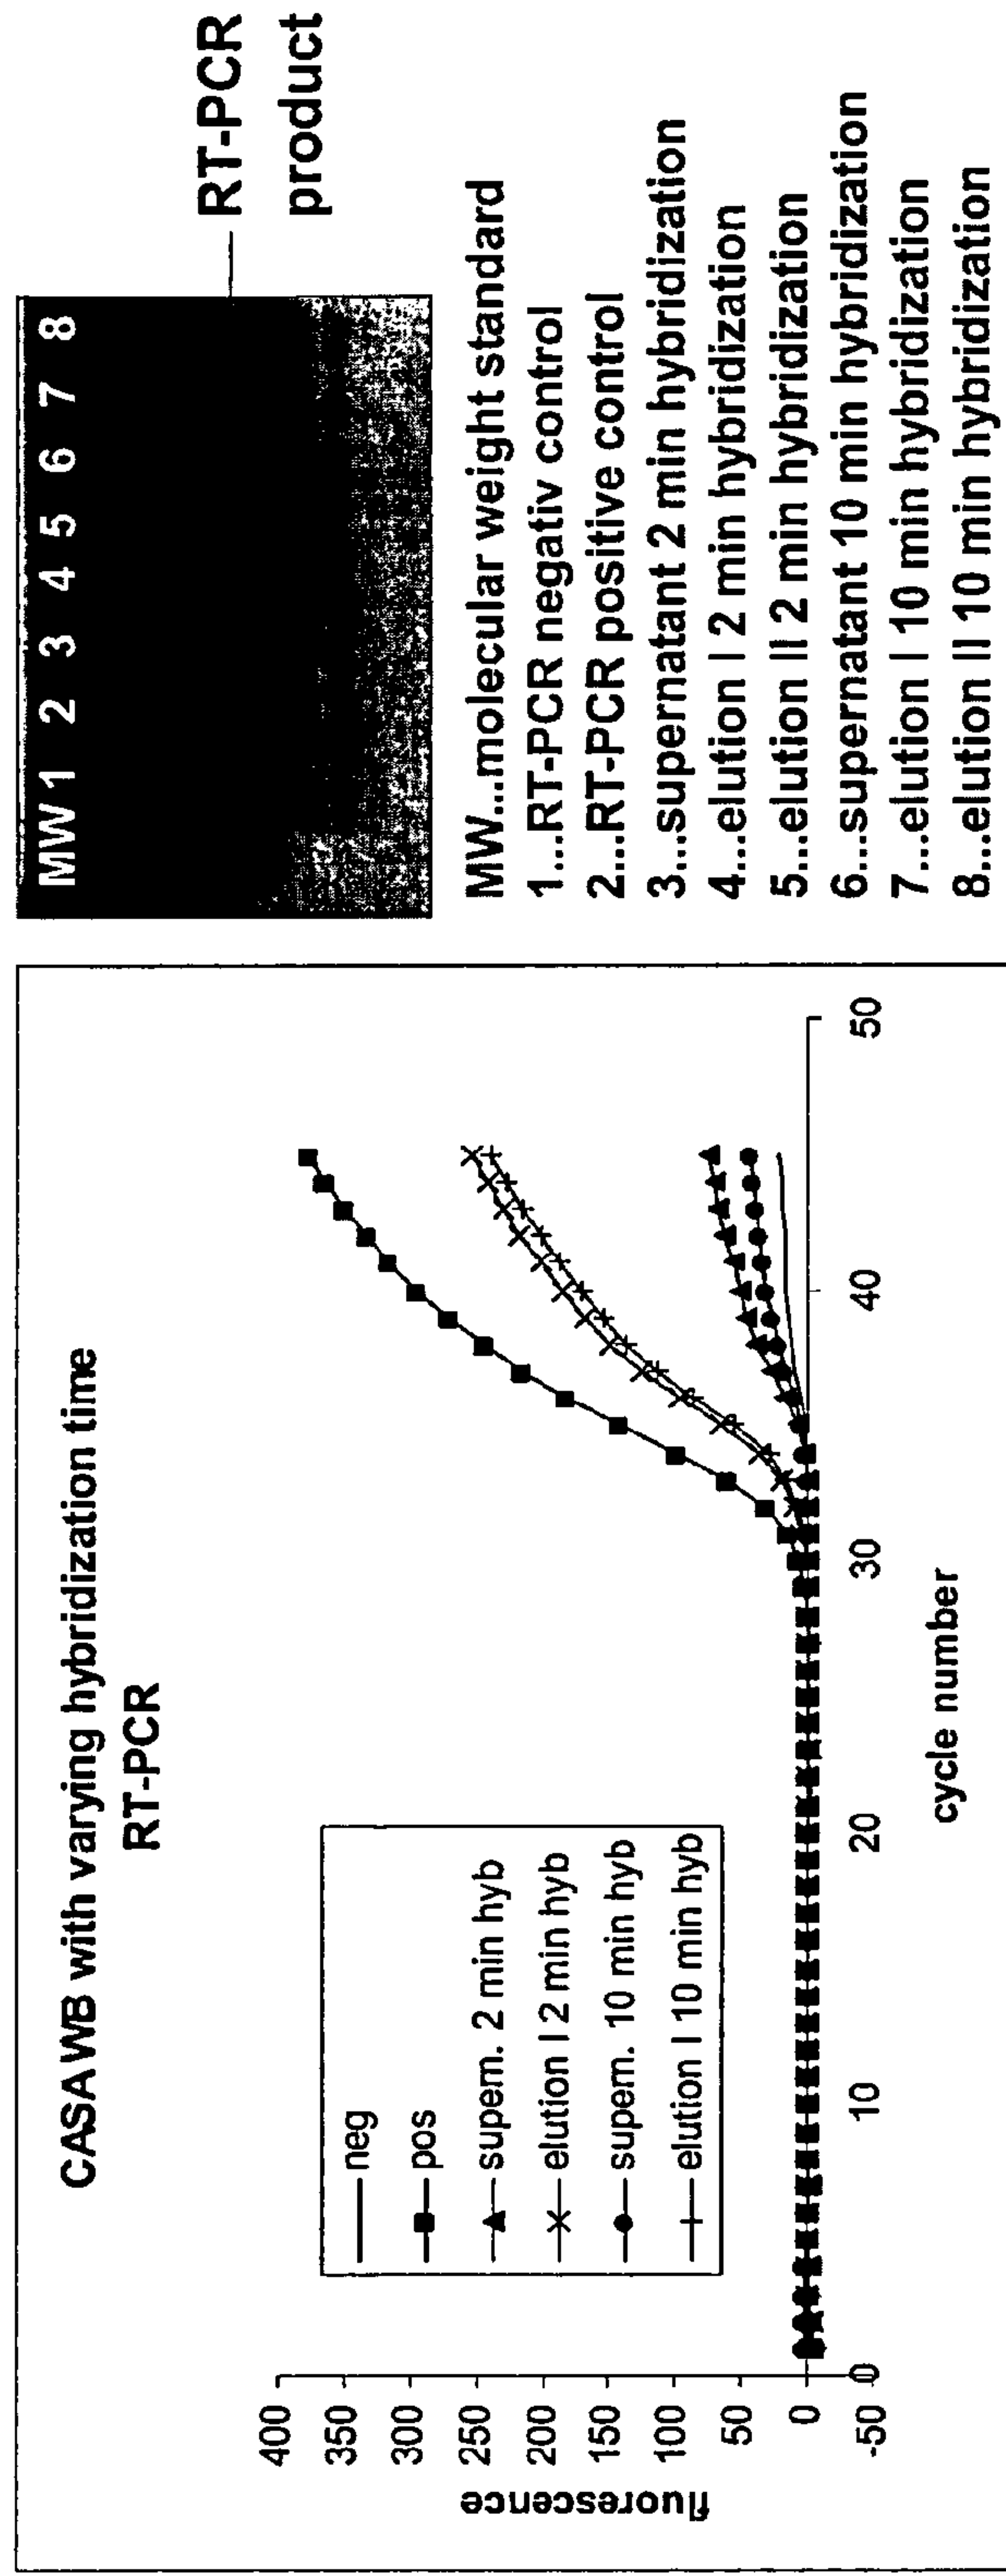 CASAWB with varying hybridization time
RT-PCR
fluorescence
400
350
300
250
200
150
100
50
0
-50
neg
pos
supem. 2 min hyb
elution I 2 min hyb
supem. 10 min hyb
elution I 10 min hyb
0 10 20 30 40 50
cycle number
MW 1 2 3 4 5 6 7 8
RT-PCR
product
MW...molecular weight standard
1...RT-PCR negativ control
2...RT-PCR positive control
3...supernatant 2 min hybridization
4...elution I 2 min hybridization
5...elution II 2 min hybridization
6...supernatant 10 min hybridization
7...elution I 10 min hybridization
8...elution II 10 min hybridization